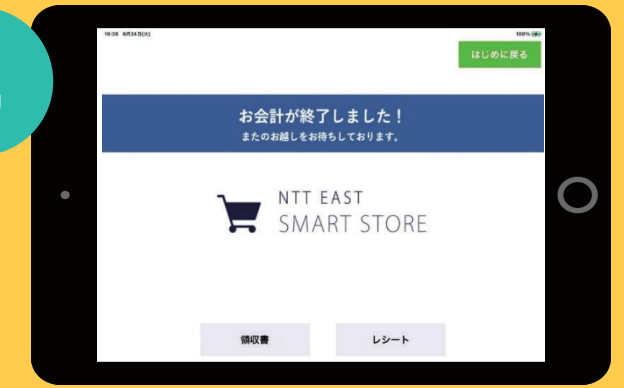 19:28 8月24日(火)
100%
はじめに戻る
お会計が終了しました！
またのお越しをお待ちしております。
NTT EAST
SMART STORE
領収書
レシート